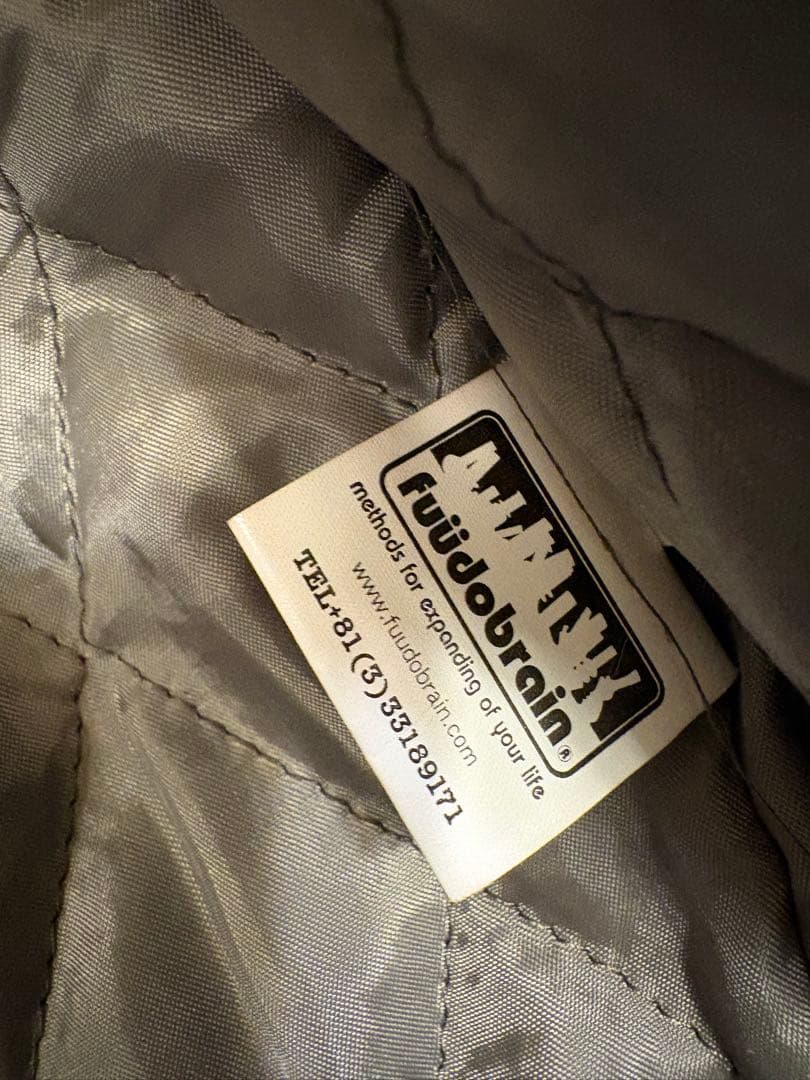 fuüdobrain®
methods for expanding of your life
www.fuudobrain.com
TEL+81(3)33189171